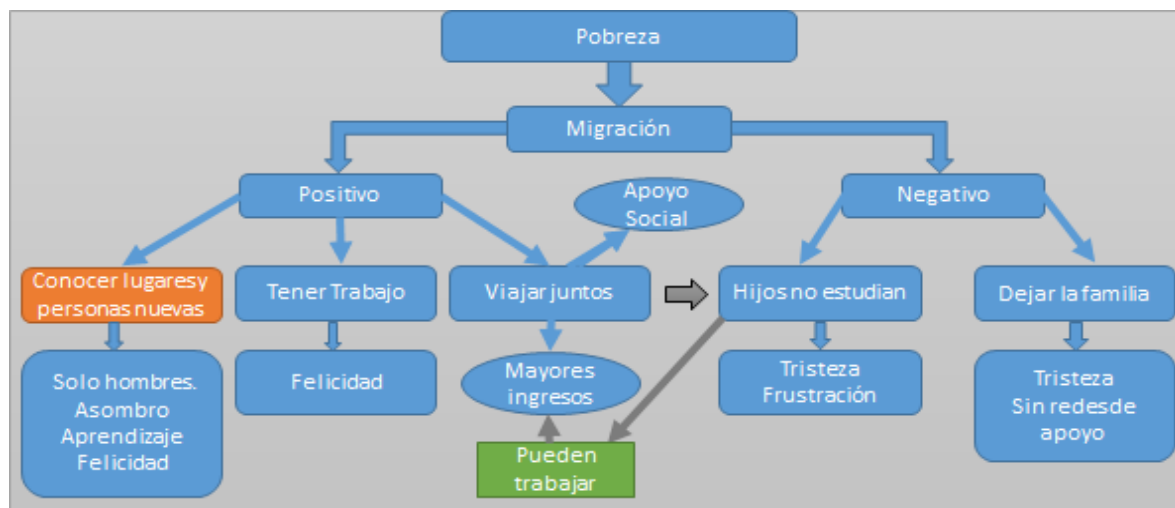 Pobreza
Migración
Positivo
Apoyo
Social
Negativo
Conocer lugaresy
personas nuevas
Tener Trabajo
Viajar juntos
Hijos no estudian
Dejar la familia
Solo hombres.
Asombro
Aprendizaje
Felicidad
Felicidad
Mayores
ingresos
Tristeza
Frustración
Tristeza
Sin redesde
apoyo
Pueden
trabajar